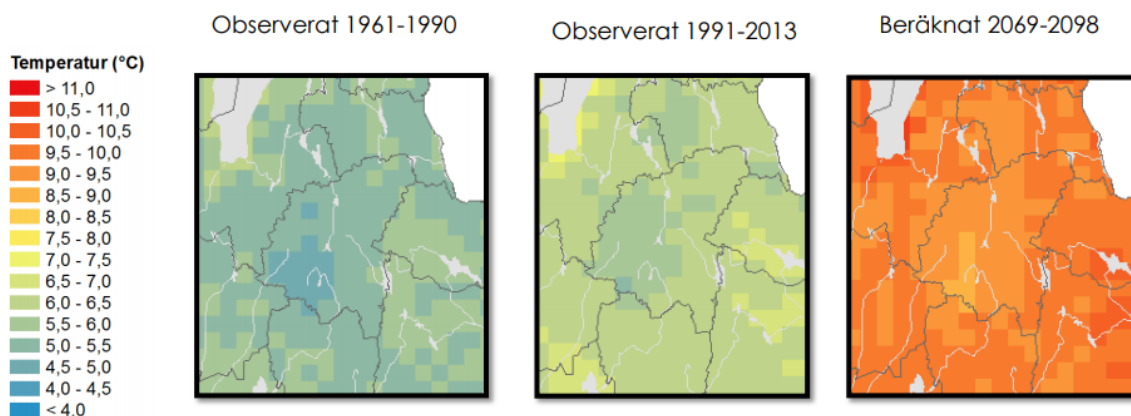 Observerat 1961-1990
Observerat 1991-2013
Beräknat 2069-2098
Temperatur (°C)
> 11,0
10,5 - 11,0
10,0 - 10,5
9,5 - 10,0
9,0 - 9,5
8,5 - 9,0
8,0 - 8,5
7,5 - 8,0
7,0 - 7,5
6,5 - 7,0
6,0 - 6,5
5,5 - 6,0
5,0 - 5,5
4,5 - 5,0
4,0 - 4,5
< 4,0